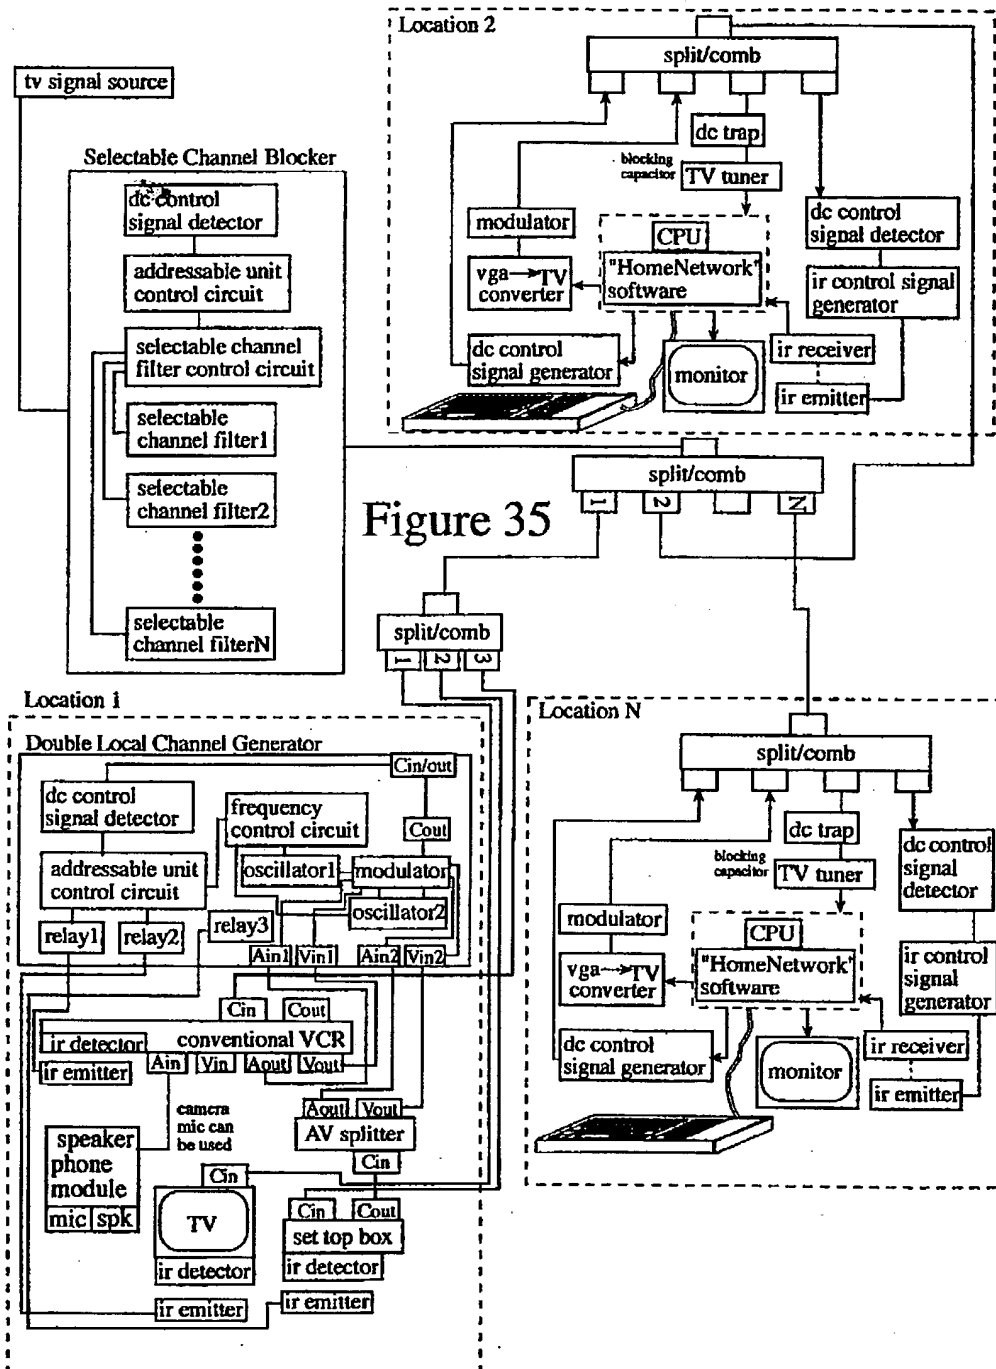 Location 2
split/comb
tv signal source
dc trap
blocking
capacitor
TV tuner
Selectable Channel Blocker
dc control
signal detector
modulator
dc control
signal detector
CPU
addressable unit
control circuit
vga→TV
converter
"HomeNetwork"
software
ir control signal
generator
selectable channel
filter control circuit
dc control
signal generator
monitor
ir receiver
ir emitter
selectable
channel filter1
split/comb
1
2
N
selectable
channel filter2
Figure 35
selectable
channel filterN
split/comb
1
2
3
Location 1
Location N
Double Local Channel Generator
Cin/out
split/comb
dc control
signal detector
frequency
control circuit
Cout
dc trap
blocking
capacitor
TV tuner
dc control
signal
detector
addressable unit
control circuit
oscillator1
modulator
oscillator2
relay1
relay2
relay3
Ain1
Vin1
Ain2
Vin2
modulator
CPU
vga→TV
converter
"HomeNetwork"
software
ir control
signal
generator
Cin
Cout
ir detector
conventional VCR
ir emitter
Ain
Vin
Aout
Vout
dc control
signal generator
monitor
ir receiver
ir emitter
camera
mic can
be used
Aout
Vout
AV splitter
Cin
speaker
phone
module
mic
spk
Cin
TV
ir detector
Cin
Cout
set top box
ir detector
ir emitter
ir emitter